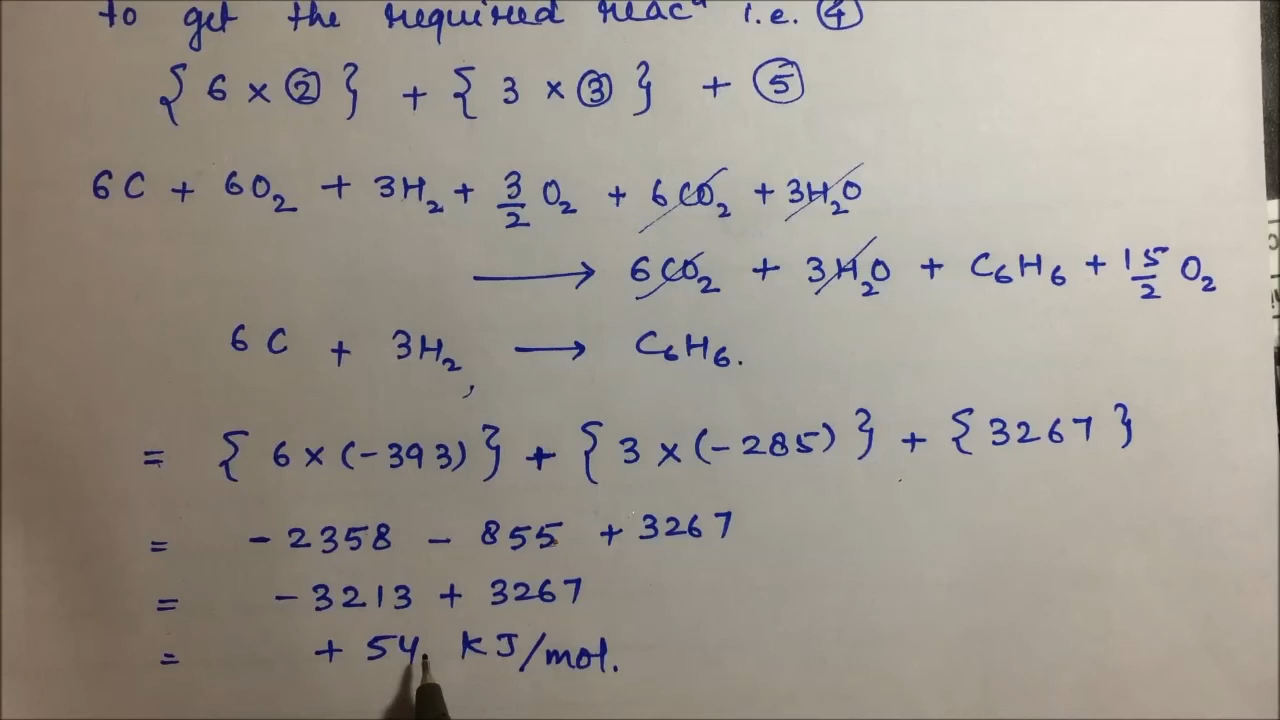 to get the required reacⁿ i.e. ④
{ 6 × ② } + { 3 × ③ } + ⑤
6C + 6O₂ + 3H₂ + 3/2 O₂ + 6CO₂ + 3H₂O
⟶ 6CO₂ + 3H₂O + C₆H₆ + 15/2 O₂
6C + 3H₂ ⟶ C₆H₆.
,
= { 6 × (-393) } + { 3 × (-285) } + { 3267 }
= - 2358 - 855 + 3267
= - 3213 + 3267
= + 54. KJ/mol.